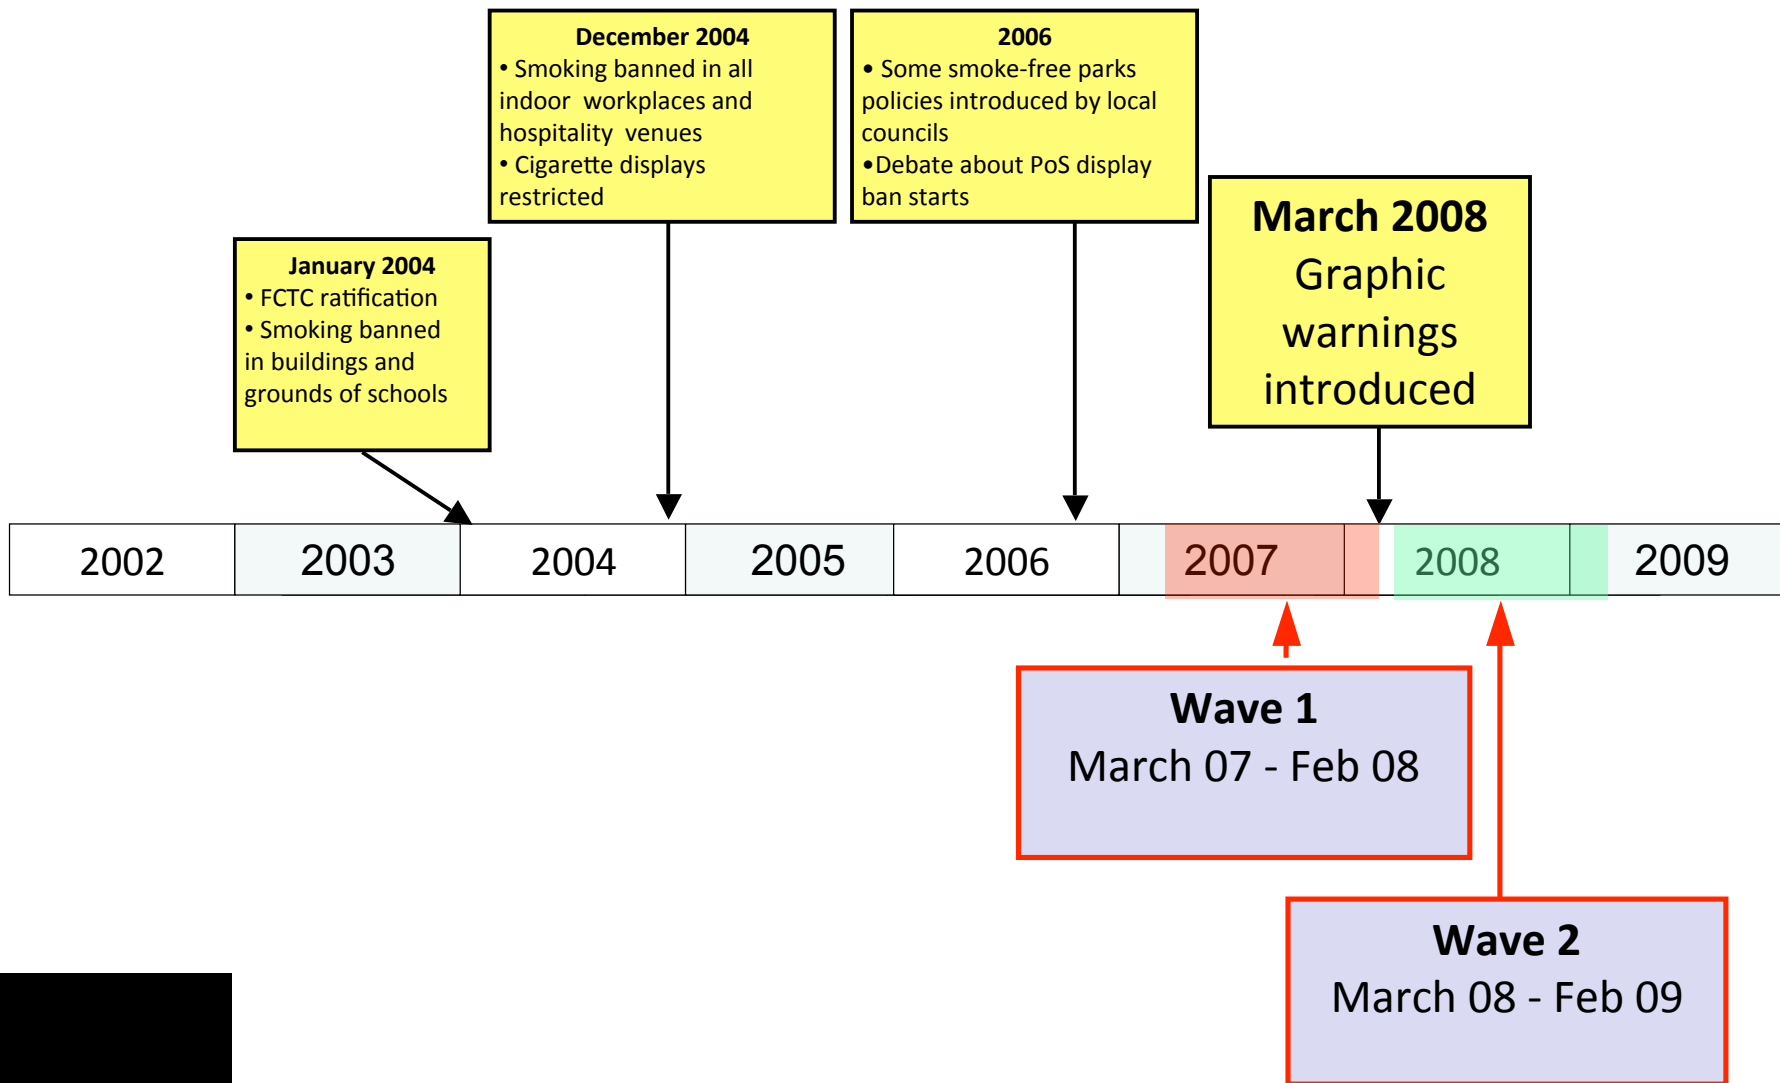 December 2004
• Smoking banned in all
indoor workplaces and
hospitality venues
• Cigarette displays
restricted
2006
• Some smoke-free parks
policies introduced by local
councils
•Debate about PoS display
ban starts
March 2008
Graphic
warnings
introduced
January 2004
• FCTC ratification
• Smoking banned
in buildings and
grounds of schools
2002 2003 2004 2005 2006 2007 2008 2009
Wave 1
March 07 - Feb 08
Wave 2
March 08 - Feb 09